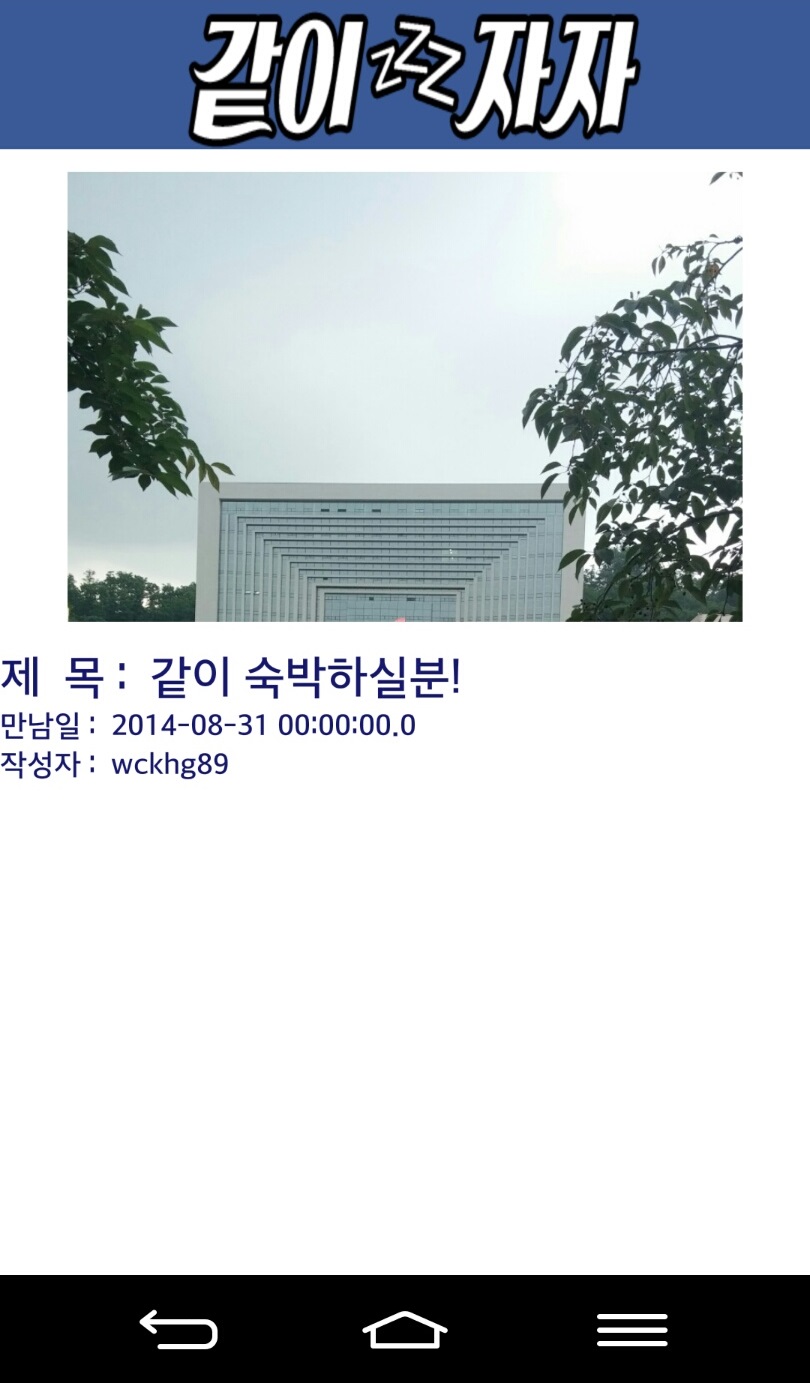 같이 zzz 자자
제 목 : 같이 숙박하실분!
만남일 : 2014-08-31 00:00:00.0
작성자 : wckhg89